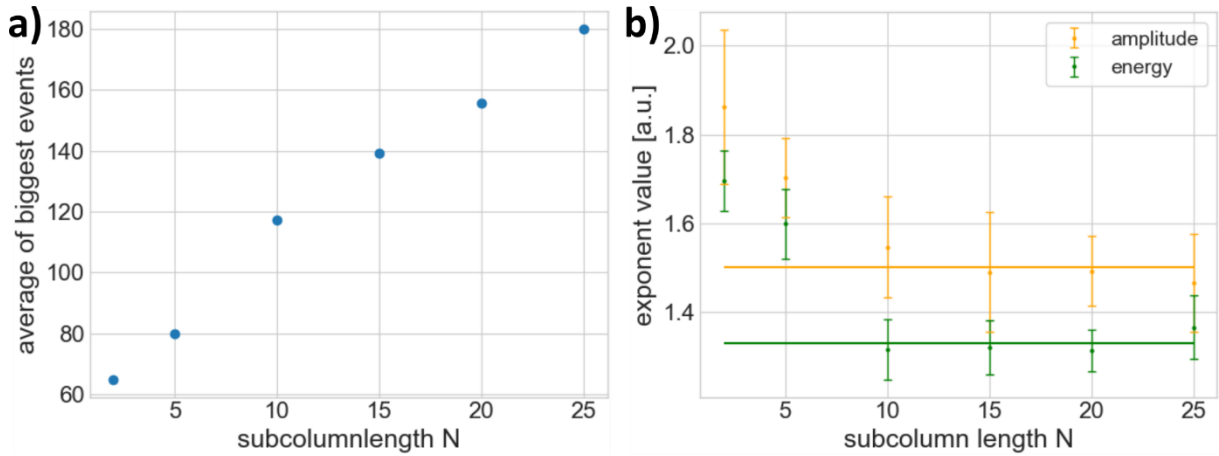 a)
180
160
140
120
100
80
60
average of biggest events
5
10
15
20
25
subcolumnlength N
b)
amplitude
energy
2.0
1.8
1.6
1.4
exponent value [a.u.]
5
10
15
20
25
subcolumn length N